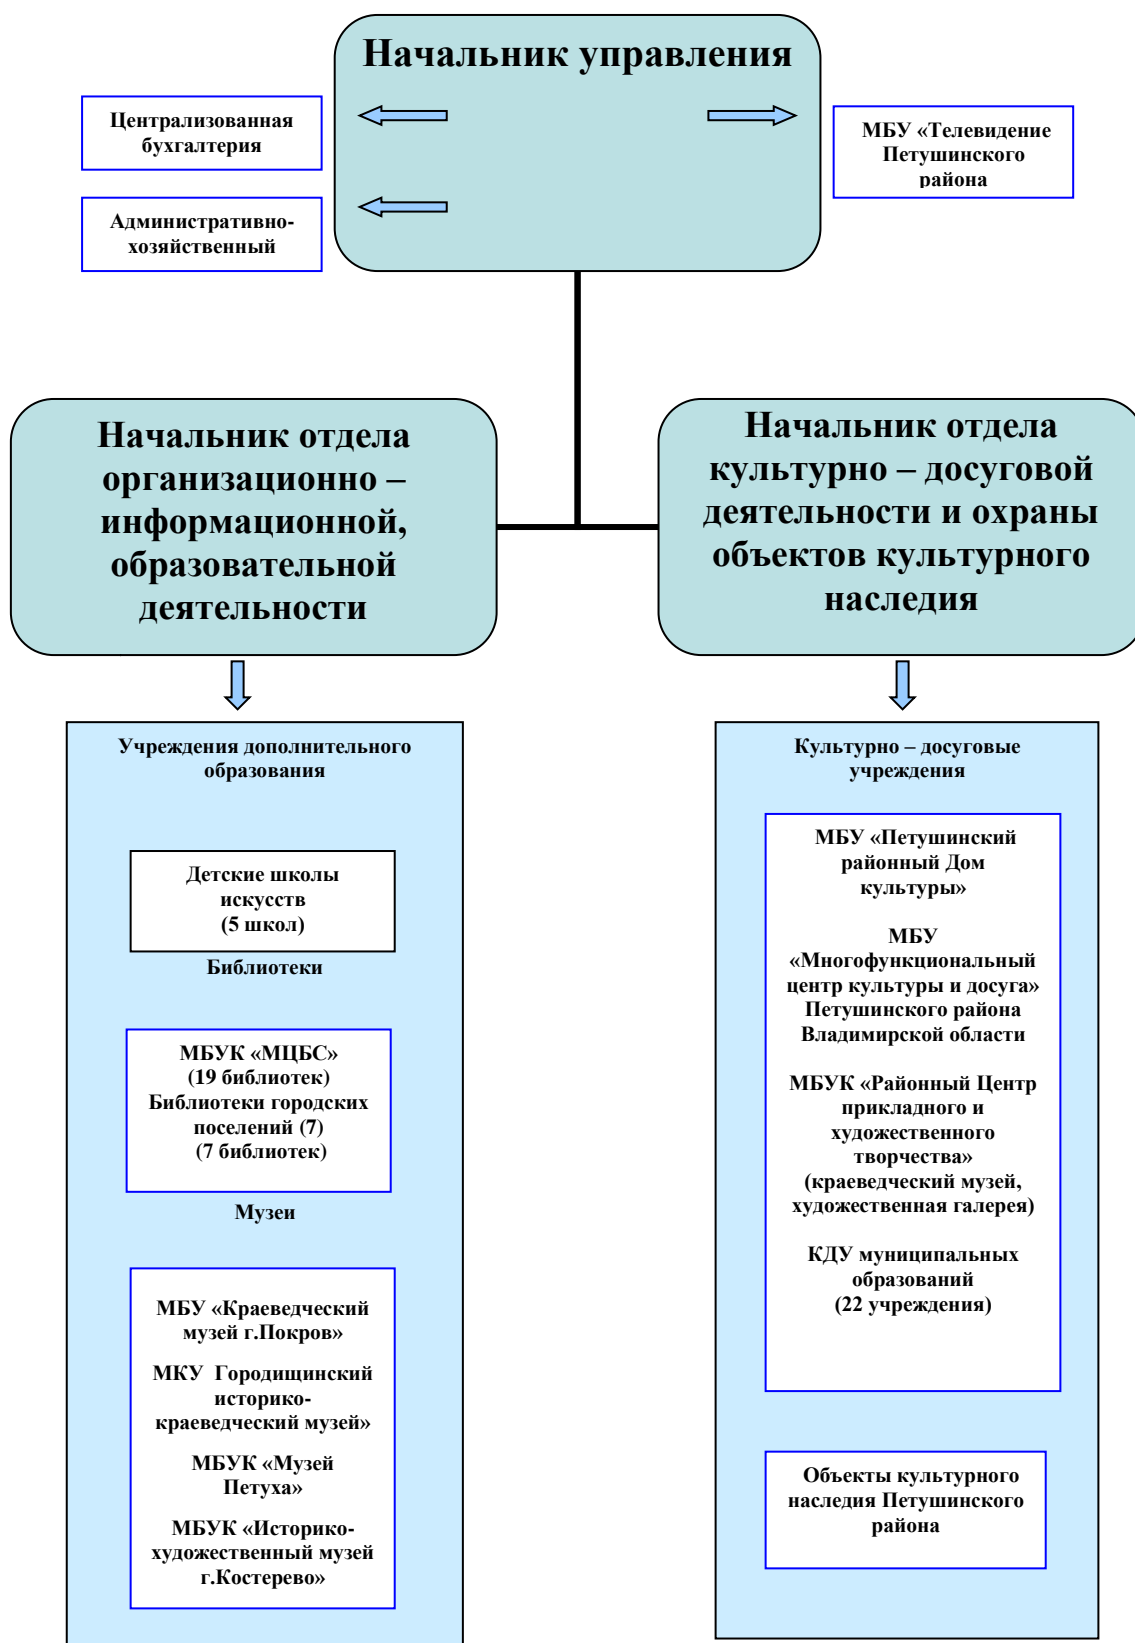 Начальник управления
Централизованная
бухгалтерия
МБУ «Телевидение
Петушинского
района
Административно-
хозяйственный
Начальник отдела
организационно –
информационной,
образовательной
деятельности
Начальник отдела
культурно – досуговой
деятельности и охраны
объектов культурного
наследия
Учреждения дополнительного
образования
Детские школы
искусств
(5 школ)
Библиотеки
МБУК «МЦБС»
(19 библиотек)
Библиотеки городских
поселений (7)
(7 библиотек)
Музеи
МБУ «Краеведческий
музей г.Покров»
МКУ  Городищинский
историко-
краеведческий музей»
МБУК «Музей
Петуха»
МБУК «Историко-
художественный музей
г.Костерево»
Культурно – досуговые
учреждения
МБУ «Петушинский
районный Дом
культуры»
МБУ
«Многофункциональный
центр культуры и досуга»
Петушинского района
Владимирской области
МБУК «Районный Центр
прикладного и
художественного
творчества»
(краеведческий музей,
художественная галерея)
КДУ муниципальных
образований
(22 учреждения)
Объекты культурного
наследия Петушинского
района